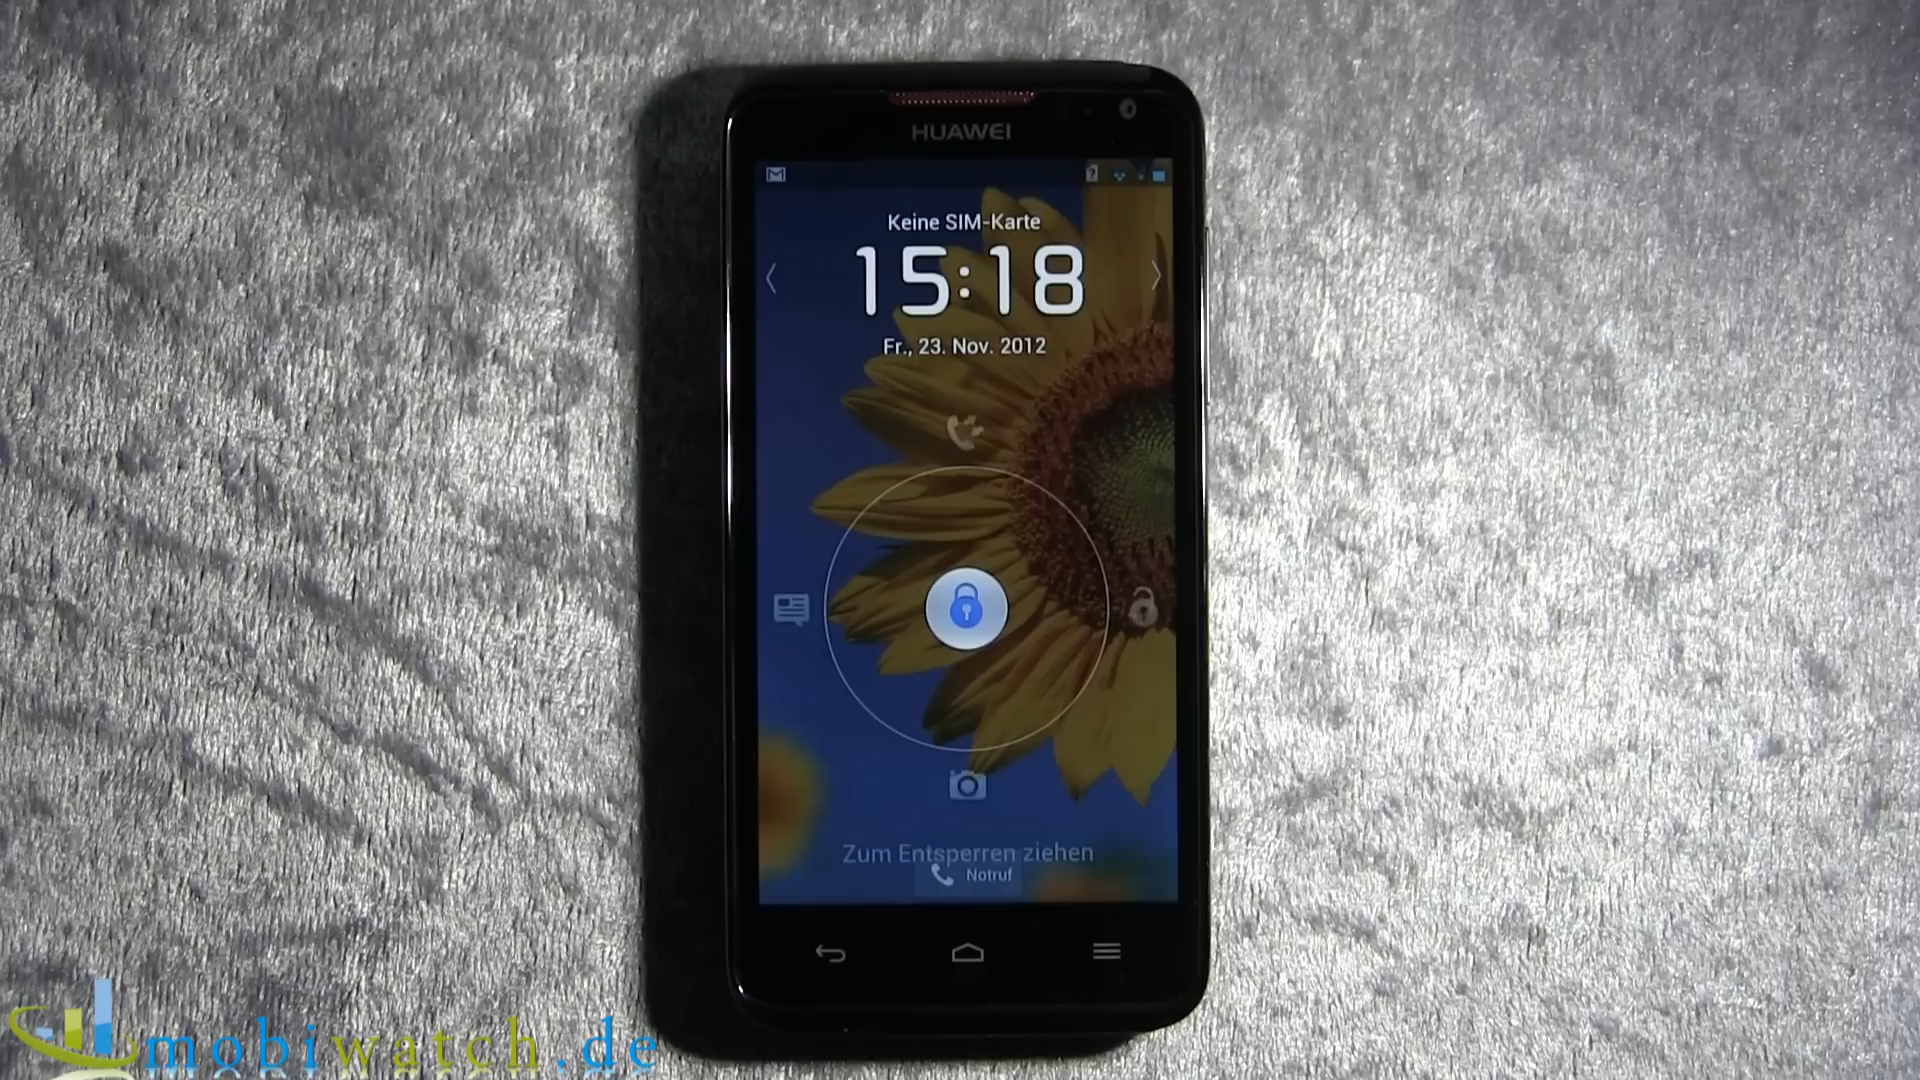 HUAWEI
Keine SIM-Karte
15:18
Fr., 23. Nov. 2012
Zum Entsperren ziehen
Notruf
mobiwatch.de